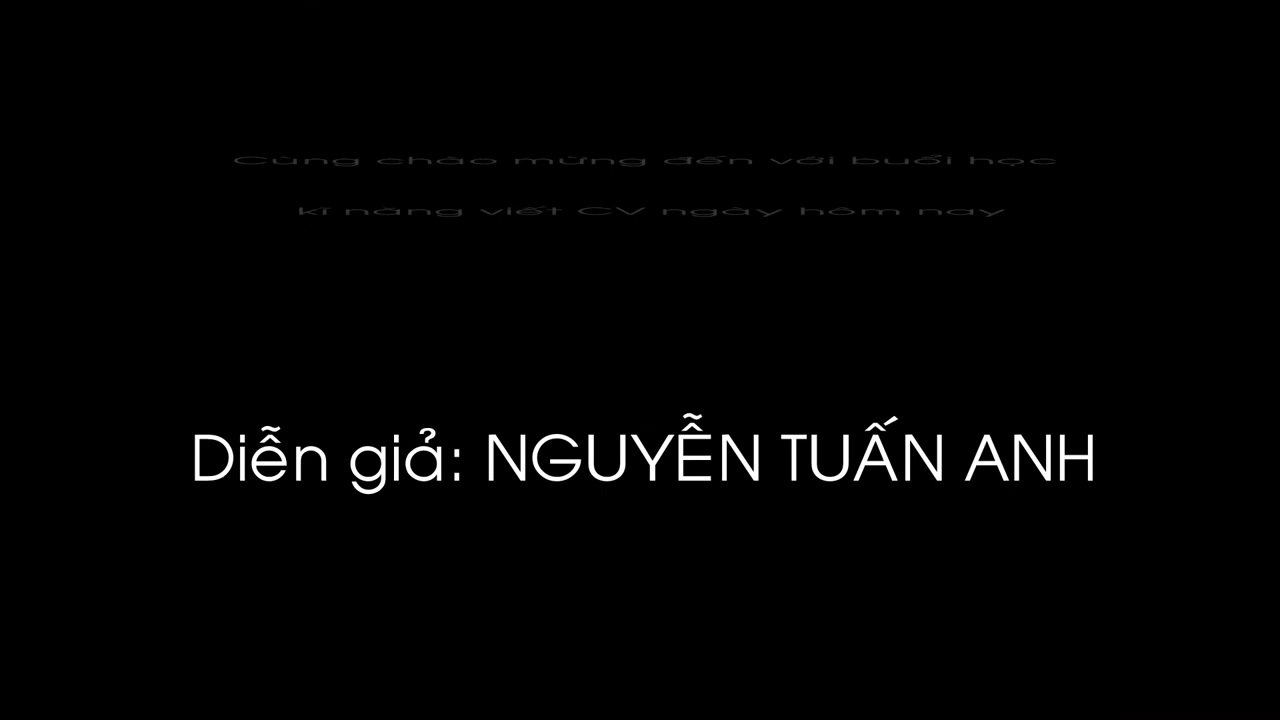 Cùng chào mừng đến với buổi học
kĩ năng viết CV ngày hôm nay
Diễn giả: NGUYỄN TUẤN ANH